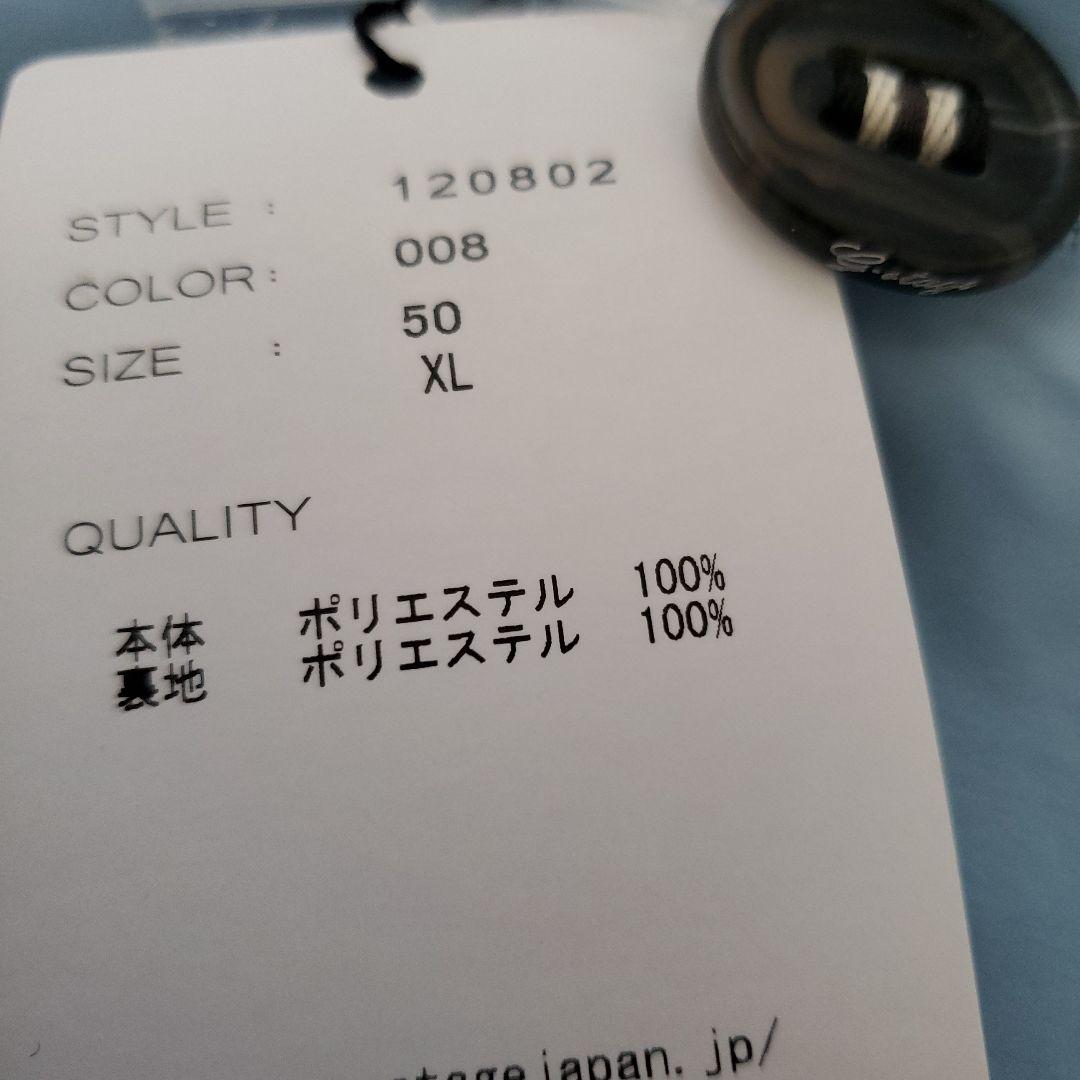 STYLE : 120802
COLOR: 008
SIZE : 50
XL
QUALITY
本体 ポリエステル 100%
裏地 ポリエステル 100%